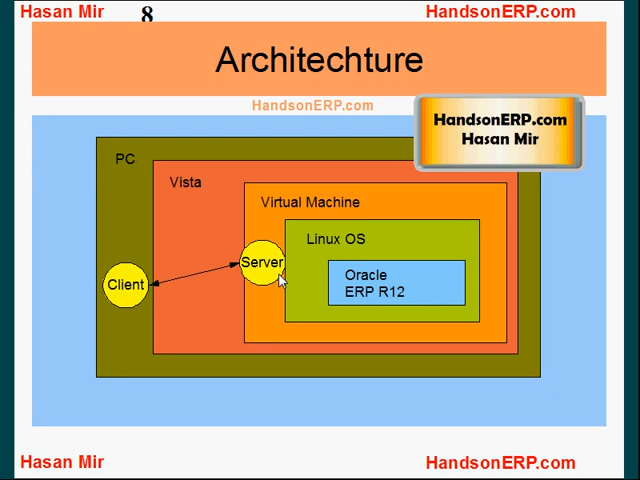 Hasan Mir
8
HandsonERP.com
Architechture
HandsonERP.com
HandsonERP.com
Hasan Mir
PC
Vista
Virtual Machine
Linux OS
Server
Client
Oracle
ERP R12
Hasan Mir
HandsonERP.com